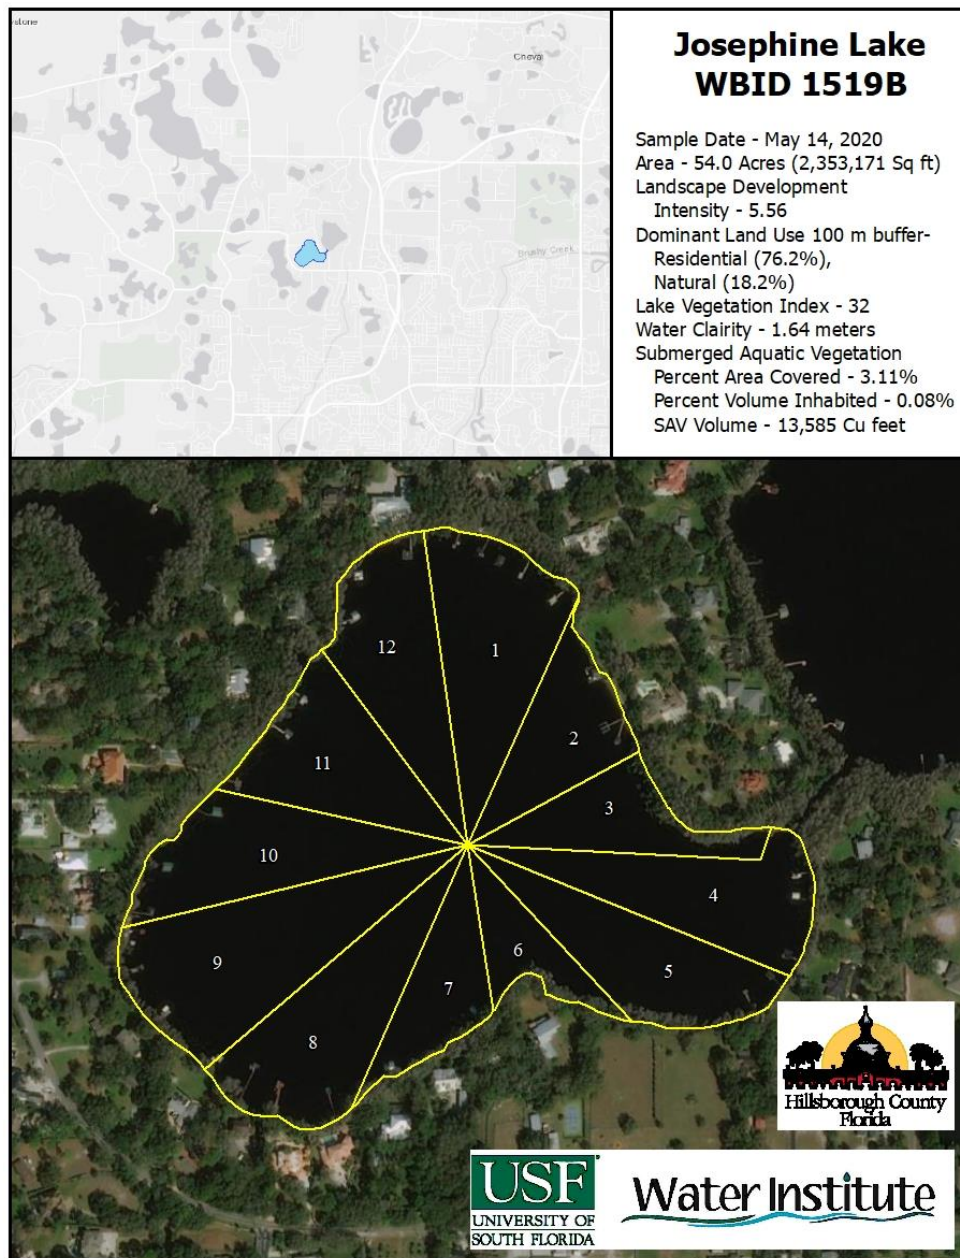 ystone
Cheval
Brushy Creek
Josephine Lake
WBID 1519B
Sample Date - May 14, 2020
Area - 54.0 Acres (2,353,171 Sq ft)
Landscape Development
Intensity - 5.56
Dominant Land Use 100 m buffer-
Residential (76.2%),
Natural (18.2%)
Lake Vegetation Index - 32
Water Clairity - 1.64 meters
Submerged Aquatic Vegetation
Percent Area Covered - 3.11%
Percent Volume Inhabited - 0.08%
SAV Volume - 13,585 Cu feet
12
1
2
11
3
10
4
6
9
5
7
8
Hillsborough County
Florida
USF
UNIVERSITY OF
SOUTH FLORIDA
Water Institute